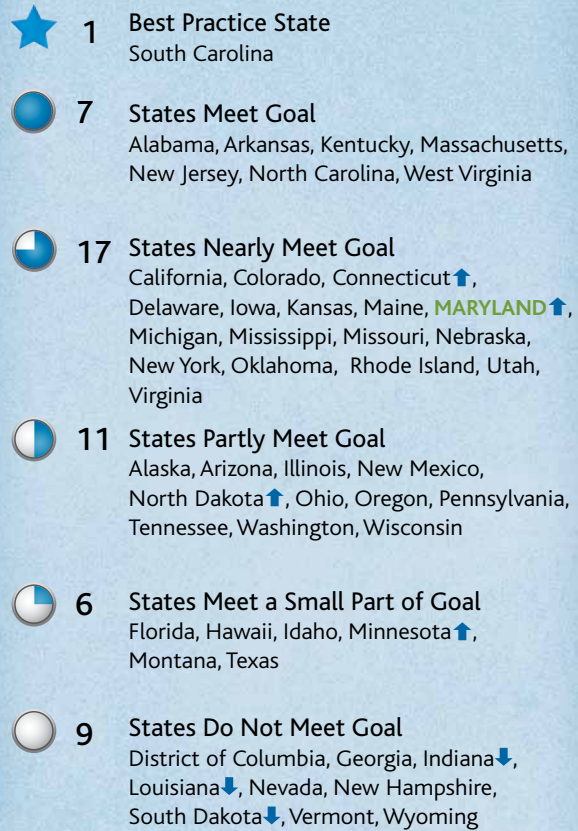 1 Best Practice State
South Carolina
7 States Meet Goal
Alabama, Arkansas, Kentucky, Massachusetts,
New Jersey, North Carolina, West Virginia
17 States Nearly Meet Goal
California, Colorado, Connecticut⬆,
Delaware, Iowa, Kansas, Maine, MARYLAND⬆,
Michigan, Mississippi, Missouri, Nebraska,
New York, Oklahoma, Rhode Island, Utah,
Virginia
11 States Partly Meet Goal
Alaska, Arizona, Illinois, New Mexico,
North Dakota⬆, Ohio, Oregon, Pennsylvania,
Tennessee, Washington, Wisconsin
6 States Meet a Small Part of Goal
Florida, Hawaii, Idaho, Minnesota⬆,
Montana, Texas
9 States Do Not Meet Goal
District of Columbia, Georgia, Indiana⬇,
Louisiana⬇, Nevada, New Hampshire,
South Dakota⬇, Vermont, Wyoming